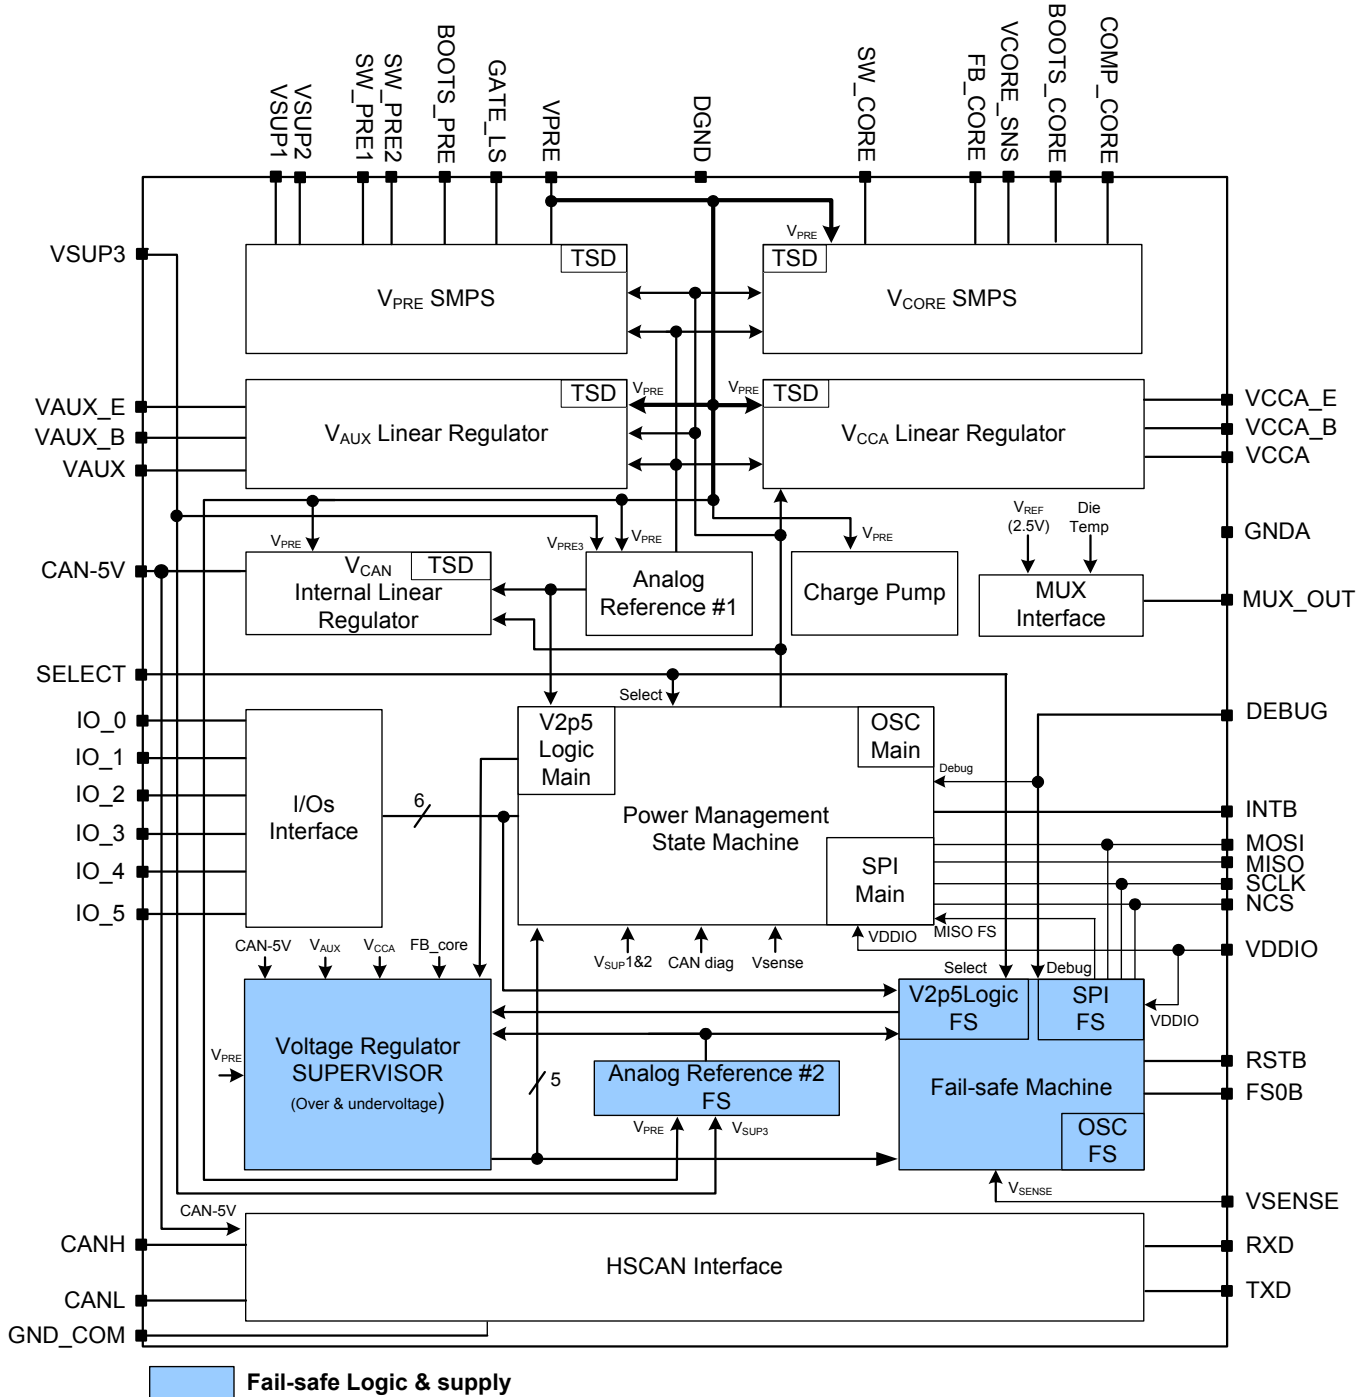 VSUP1
VSUP2
SW_PRE1
SW_PRE2
BOOTS_PRE
GATE_LS
VPRE
DGND
SW_CORE
FB_CORE
VCORE_SNS
BOOTS_CORE
COMP_CORE
VSUP3
VPRE SMPS
TSD
VPRE
TSD
VCORE SMPS
VAUX_E
VAUX_B
VAUX
VAUX Linear Regulator
TSD
VPRE
VPRE
TSD
VCCA Linear Regulator
VCCA_E
VCCA_B
VCCA
GNDA
VPRE
VPRE3
VPRE
VPRE
VREF
(2.5V)
Die
Temp
CAN-5V
VCAN
TSD
Internal Linear
Regulator
Analog
Reference #1
Charge Pump
MUX
Interface
MUX_OUT
SELECT
Select
IO_0
IO_1
IO_2
IO_3
IO_4
IO_5
I/Os
Interface
6
V2p5
Logic
Main
OSC
Main
Power Management
State Machine
SPI
Main
Debug
DEBUG
INTB
MOSI
MISO
SCLK
NCS
VDDIO
VDDIO
MISO FS
VSUP1&2
CAN diag
Vsense
CAN-5V
VAUX
VCCA
FB_core
Select
Debug
VDDIO
VPRE
Voltage Regulator
SUPERVISOR
(Over & undervoltage)
5
Analog Reference #2
FS
VPRE
VSUP3
V2p5Logic
FS
SPI
FS
Fail-safe Machine
OSC
FS
RSTB
FS0B
VSENSE
VSENSE
CAN-5V
CANH
CANL
GND_COM
HSCAN Interface
RXD
TXD
Fail-safe Logic & supply